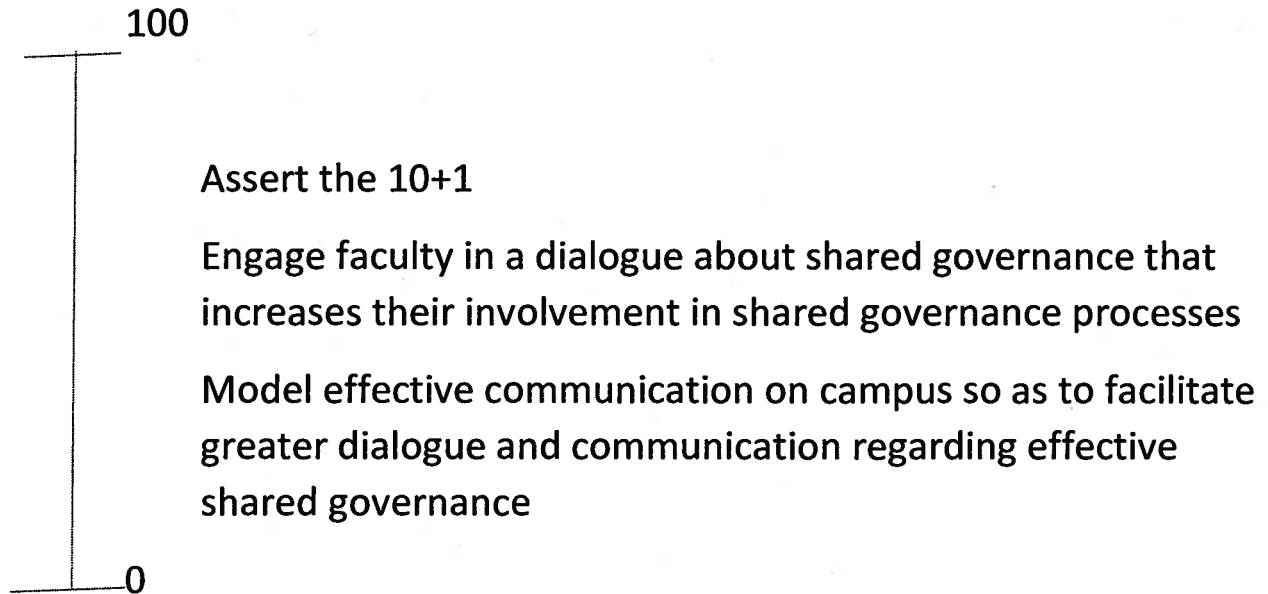 100
Assert the 10+1
Engage faculty in a dialogue about shared governance that
increases their involvement in shared governance processes
Model effective communication on campus so as to facilitate
greater dialogue and communication regarding effective
shared governance
0